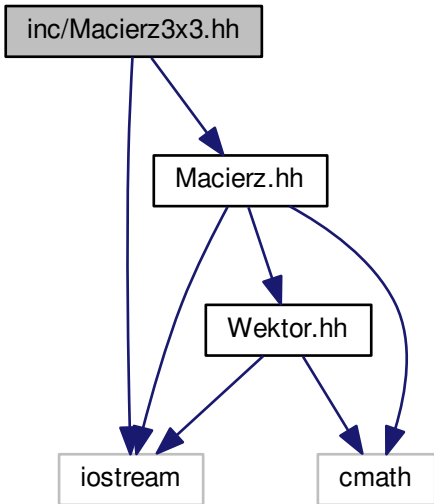 inc/Macierz3x3.hh
Macierz.hh
Wektor.hh
iostream
cmath